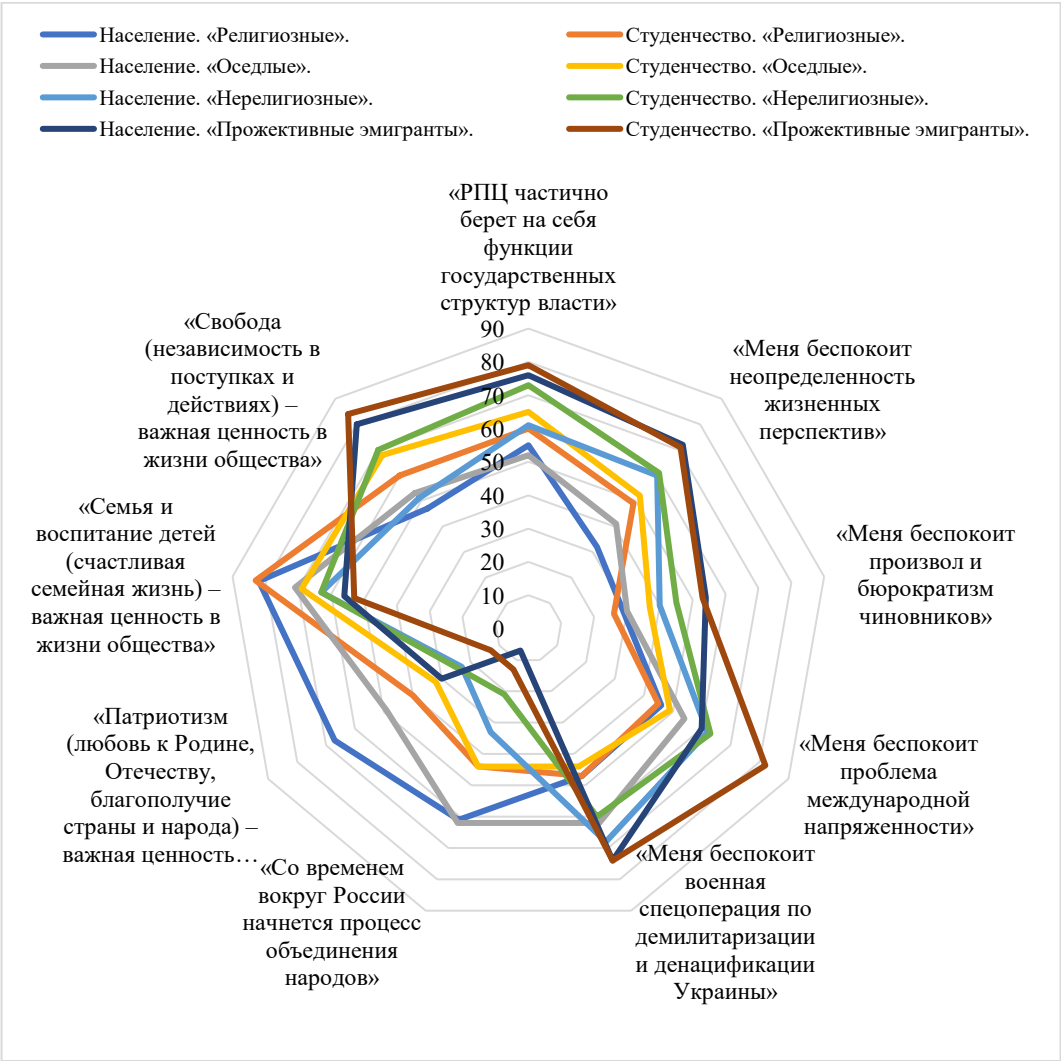 Население. «Религиозные».
Студенчество. «Религиозные».
Население. «Оседлые».
Студенчество. «Оседлые».
Население. «Нерелигиозные».
Студенчество. «Нерелигиозные».
Население. «Прожективные эмигранты».
Студенчество. «Прожективные эмигранты».
«РПЦ частично
берет на себя
функции
государственных
структур власти»
«Меня беспокоит
неопределенность
жизненных
перспектив»
«Меня беспокоит
произвол и
бюрократизм
чиновников»
«Меня беспокоит
проблема
международной
напряженности»
«Меня беспокоит
военная
спецоперация по
демилитаризации
и денацификации
Украины»
«Со временем
вокруг России
начнется процесс
объединения
народов»
«Патриотизм
(любовь к Родине,
Отечеству,
благополучие
страны и народа) –
важная ценность…
«Семья и
воспитание детей
(счастливая
семейная жизнь) –
важная ценность в
жизни общества»
«Свобода
(независимость в
поступках и
действиях) –
важная ценность в
жизни общества»
90
80
70
60
50
40
30
20
10
0